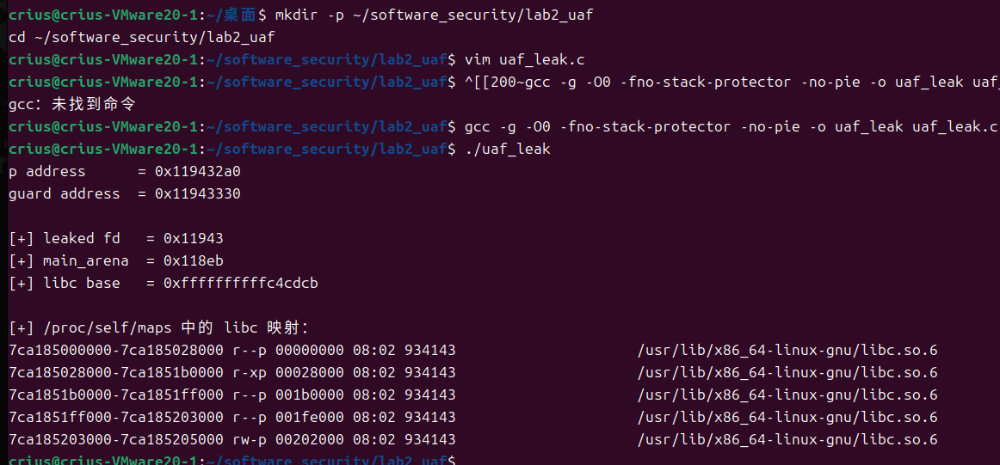 crius@crius-VMware20-1:~/桌面$ mkdir -p ~/software_security/lab2_uaf
cd ~/software_security/lab2_uaf
crius@crius-VMware20-1:~/software_security/lab2_uaf$ vim uaf_leak.c
crius@crius-VMware20-1:~/software_security/lab2_uaf$ ^[[200~gcc -g -O0 -fno-stack-protector -no-pie -o uaf_leak uaf_
gcc：未找到命令
crius@crius-VMware20-1:~/software_security/lab2_uaf$ gcc -g -O0 -fno-stack-protector -no-pie -o uaf_leak uaf_leak.c
crius@crius-VMware20-1:~/software_security/lab2_uaf$ ./uaf_leak
p address      = 0x119432a0
guard address  = 0x11943330
[+] leaked fd   = 0x11943
[+] main_arena  = 0x118eb
[+] libc base   = 0xffffffffffc4cdcb
[+] /proc/self/maps 中的 libc 映射：
7ca185000000-7ca185028000 r--p 00000000 08:02 934143                     /usr/lib/x86_64-linux-gnu/libc.so.6
7ca185028000-7ca1851b0000 r-xp 00028000 08:02 934143                     /usr/lib/x86_64-linux-gnu/libc.so.6
7ca1851b0000-7ca1851ff000 r--p 001b0000 08:02 934143                     /usr/lib/x86_64-linux-gnu/libc.so.6
7ca1851ff000-7ca185203000 r--p 001fe000 08:02 934143                     /usr/lib/x86_64-linux-gnu/libc.so.6
7ca185203000-7ca185205000 rw-p 00202000 08:02 934143                     /usr/lib/x86_64-linux-gnu/libc.so.6
crius@crius-VMware20-1:~/software_security/lab2_uaf$